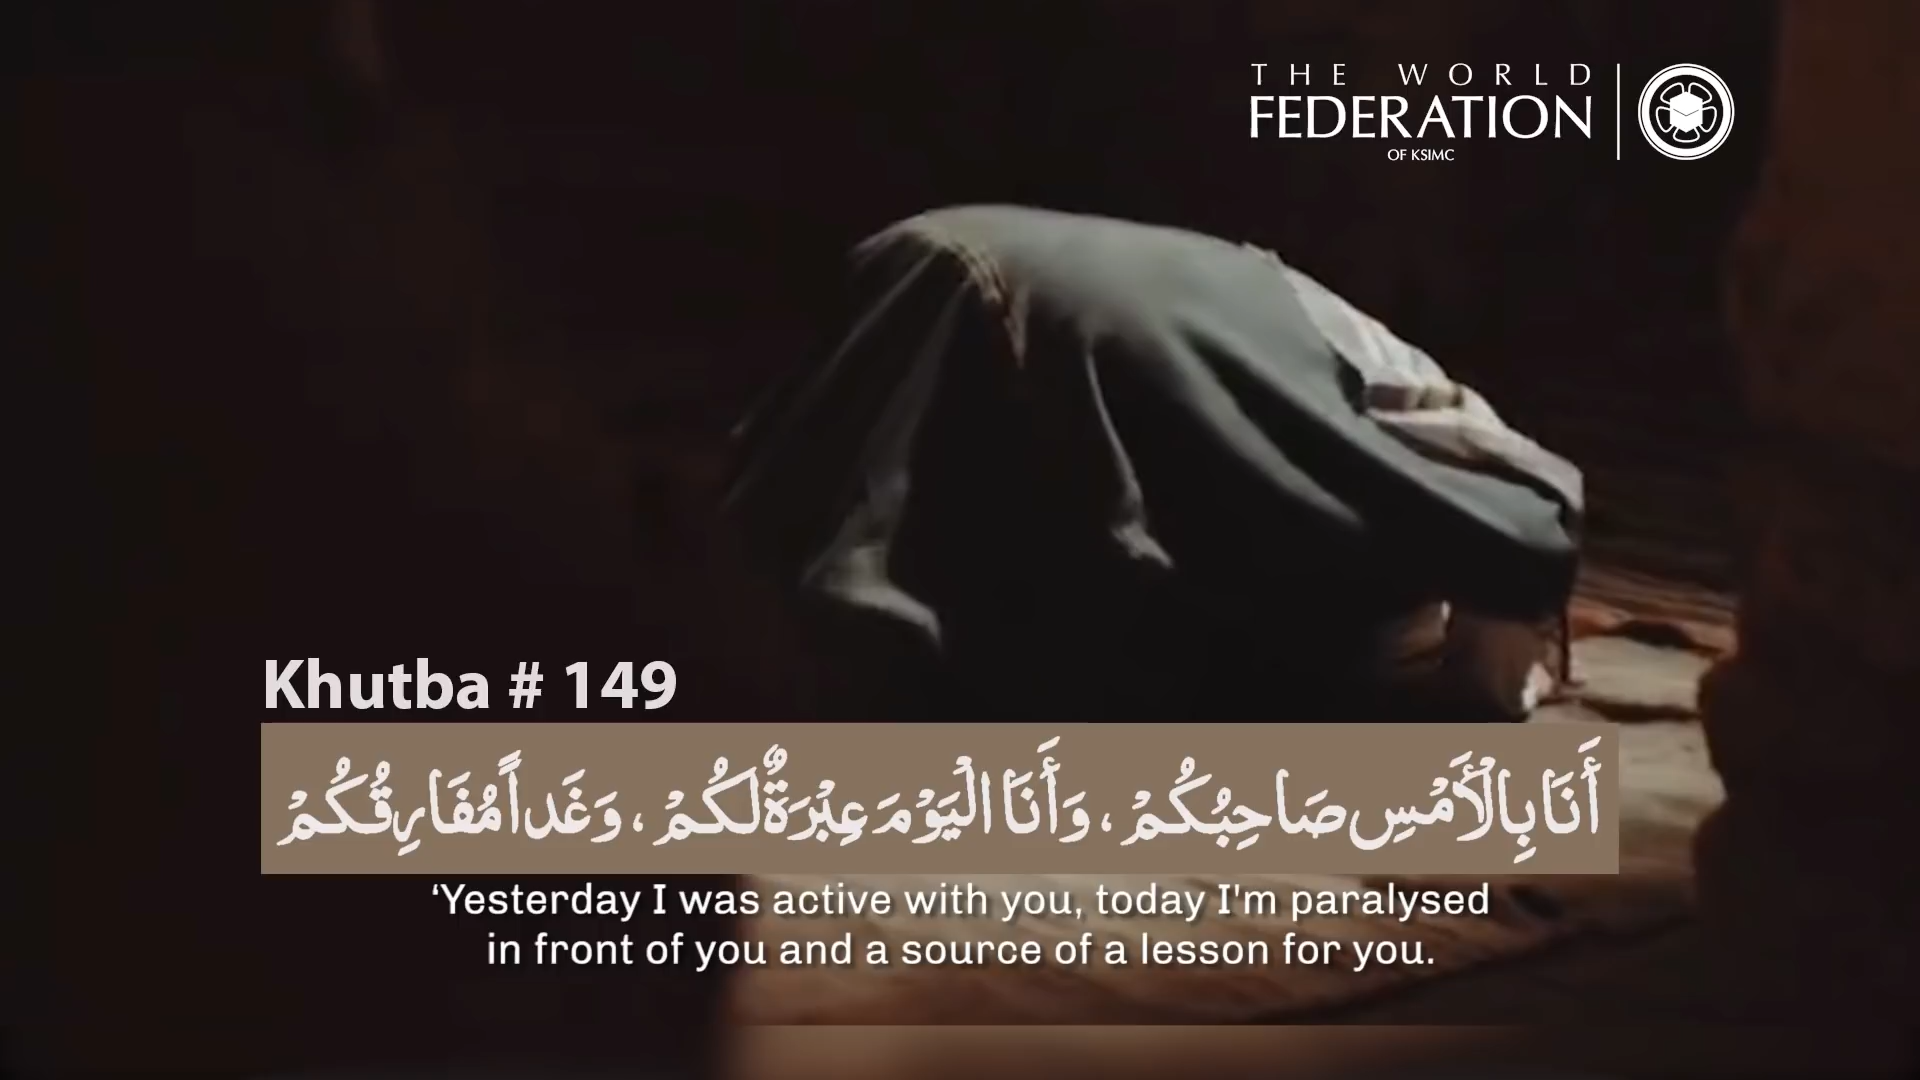 THE WORLD
FEDERATION
OF KSIMC
Khutba # 149
أَنَا بِالْأَمْسِ صَاحِبُكُمْ، وَأَنَا الْيَوْمَ عِبْرَةٌ لَكُمْ، وَغَداً مُفَارِقُكُمْ
‘Yesterday I was active with you, today I'm paralysed
in front of you and a source of a lesson for you.